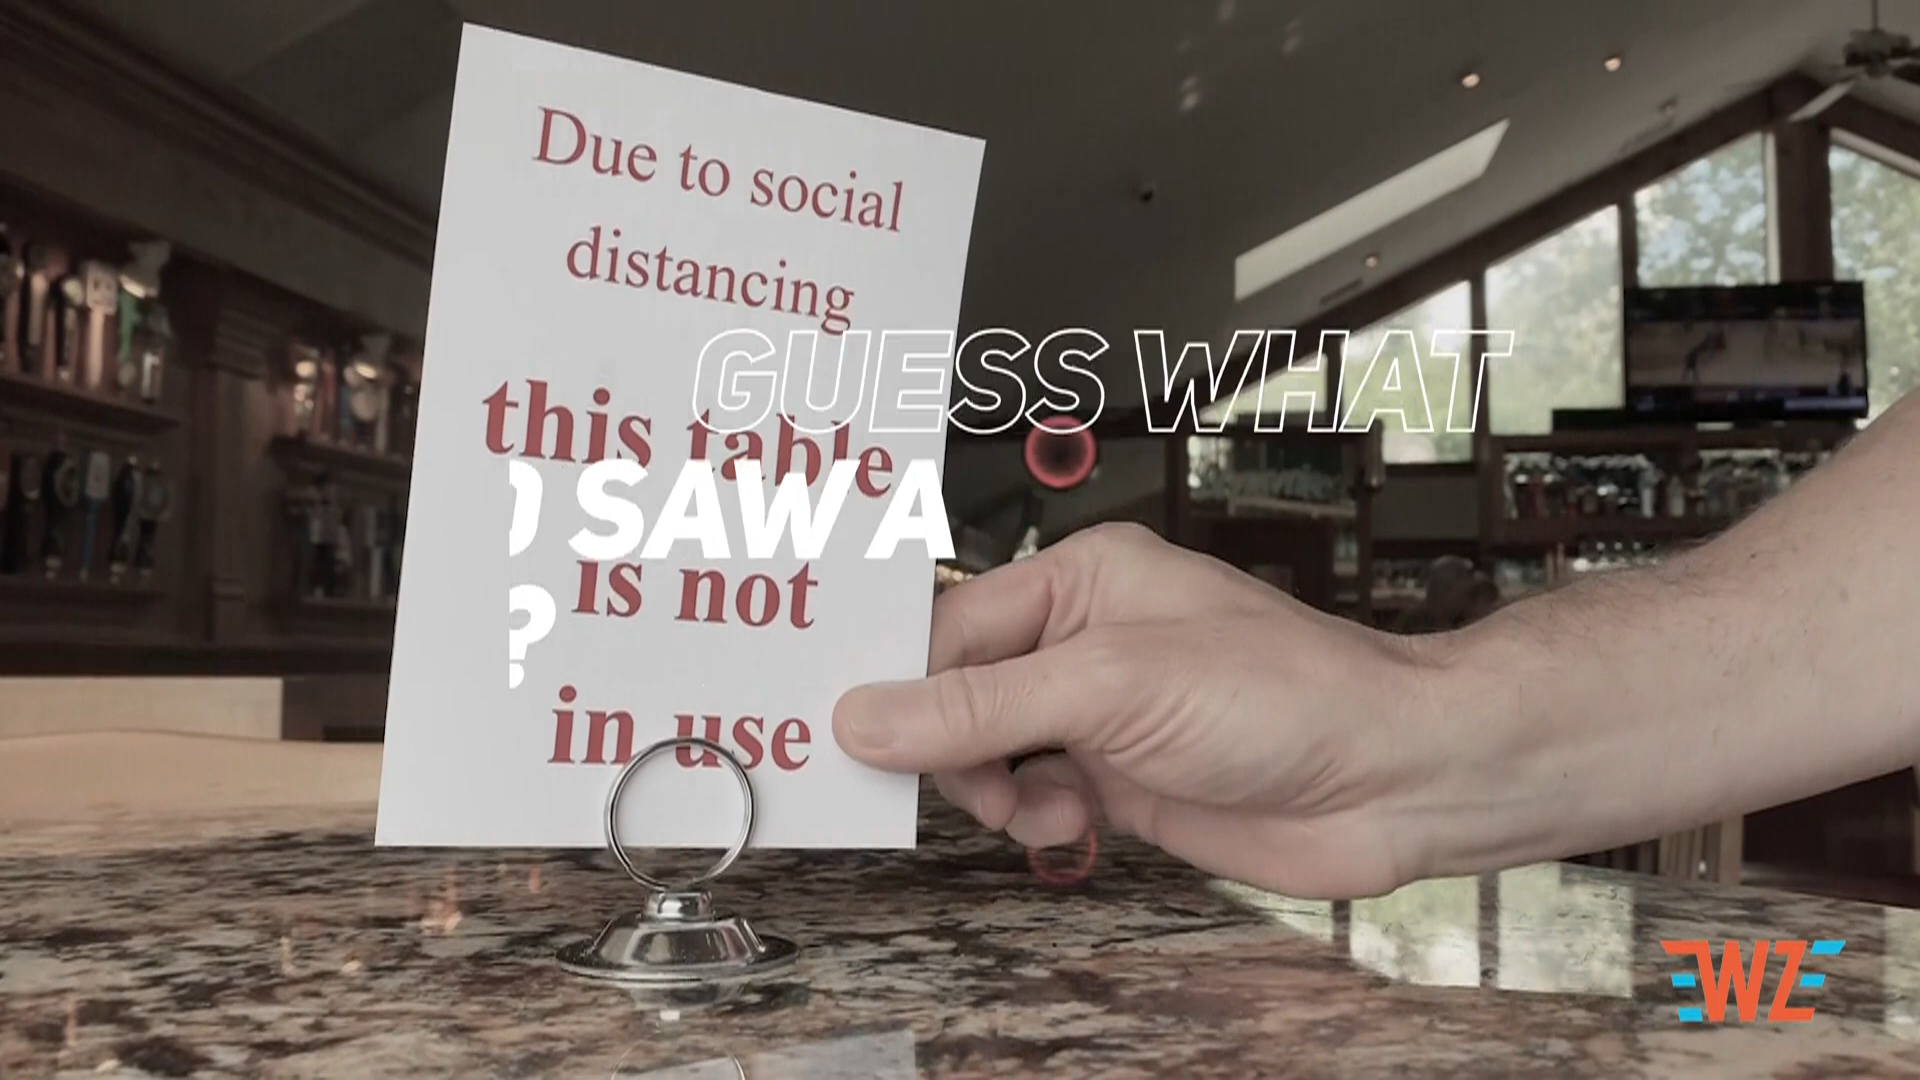 Due to social
distancing
GUESS WHAT
this table
SAW A
is not
?
in use
WZ